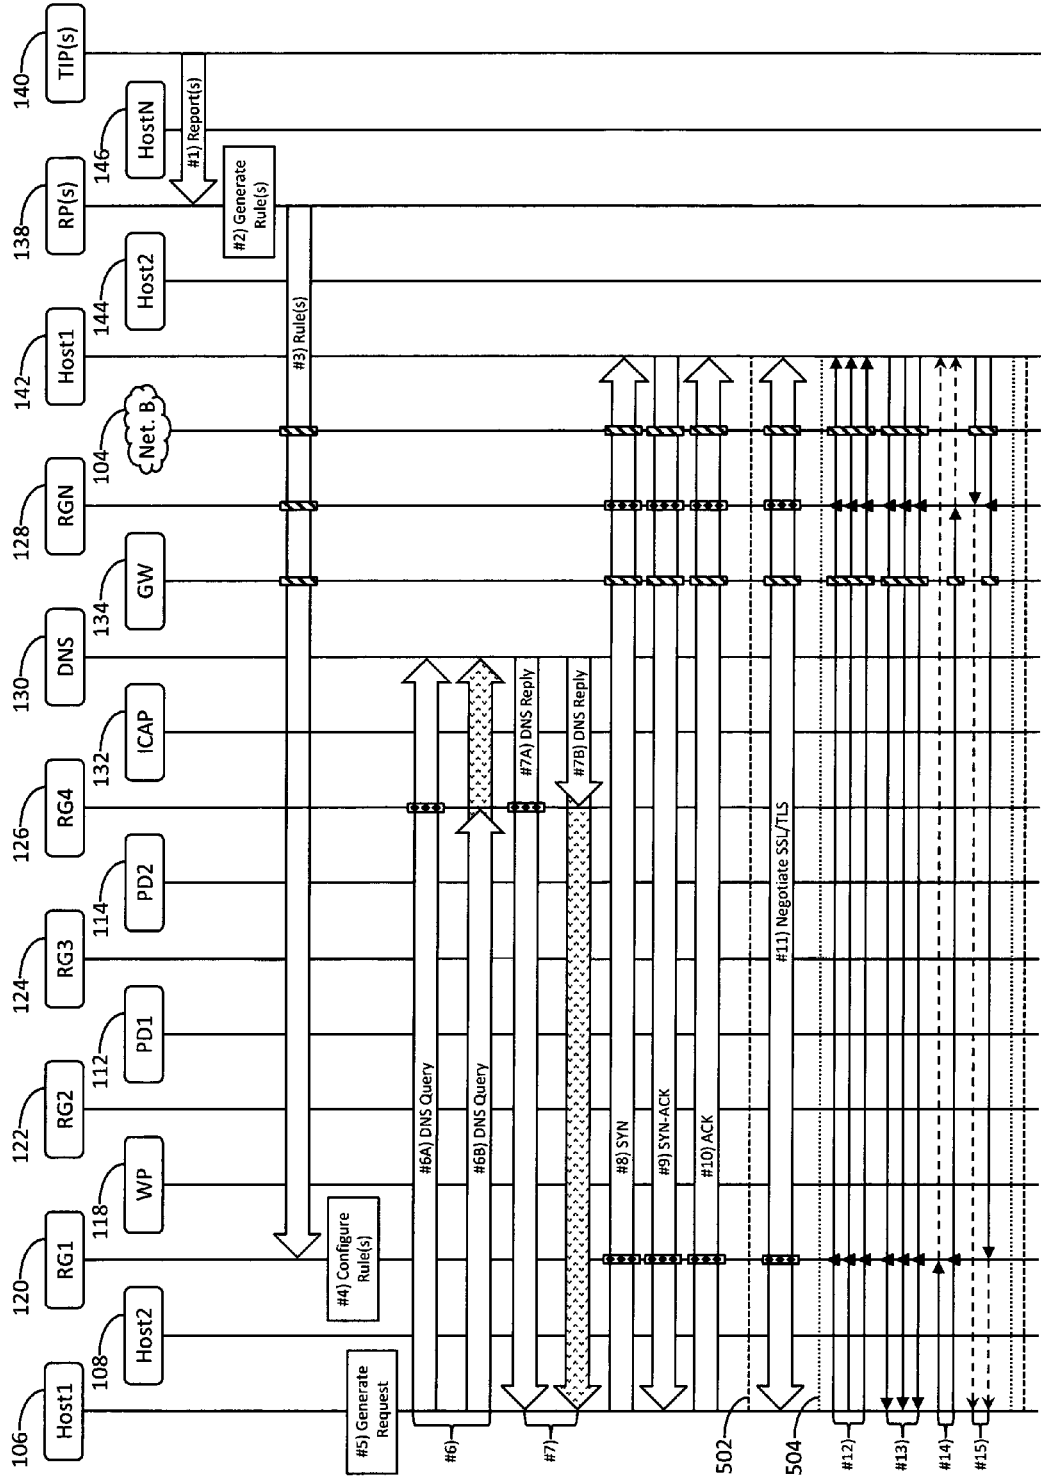 106
Host1
108
Host2
120
RG1
118
WP
122
RG2
112
PD1
124
RG3
114
PD2
126
RG4
132
ICAP
130
DNS
134
GW
128
RGN
104
Net. B
142
Host1
144
Host2
138
RP(s)
146
HostN
140
TIP(s)
#1) Report(s)
#2) Generate
Rule(s)
#3) Rule(s)
#4) Configure
Rule(s)
#5) Generate
Request
#6)
#6A) DNS Query
#6B) DNS Query
#7)
#7A) DNS Reply
#7B) DNS Reply
#8) SYN
#9) SYN-ACK
#10) ACK
502
#11) Negotiate SSL/TLS
504
#12)
#13)
#14)
#15)